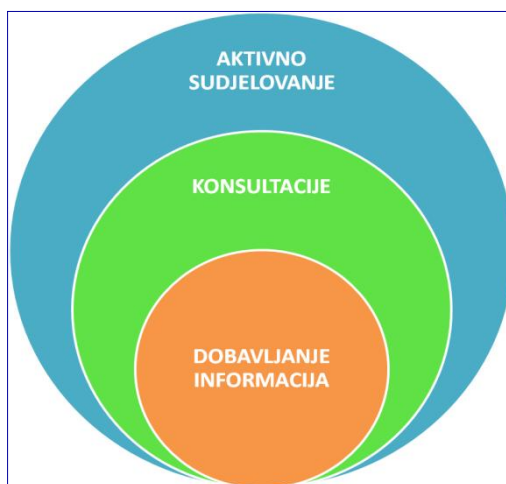 AKTIVNO
SUDJELOVANJE
KONSULTACIJE
DOBAVLJANJE
INFORMACIJA